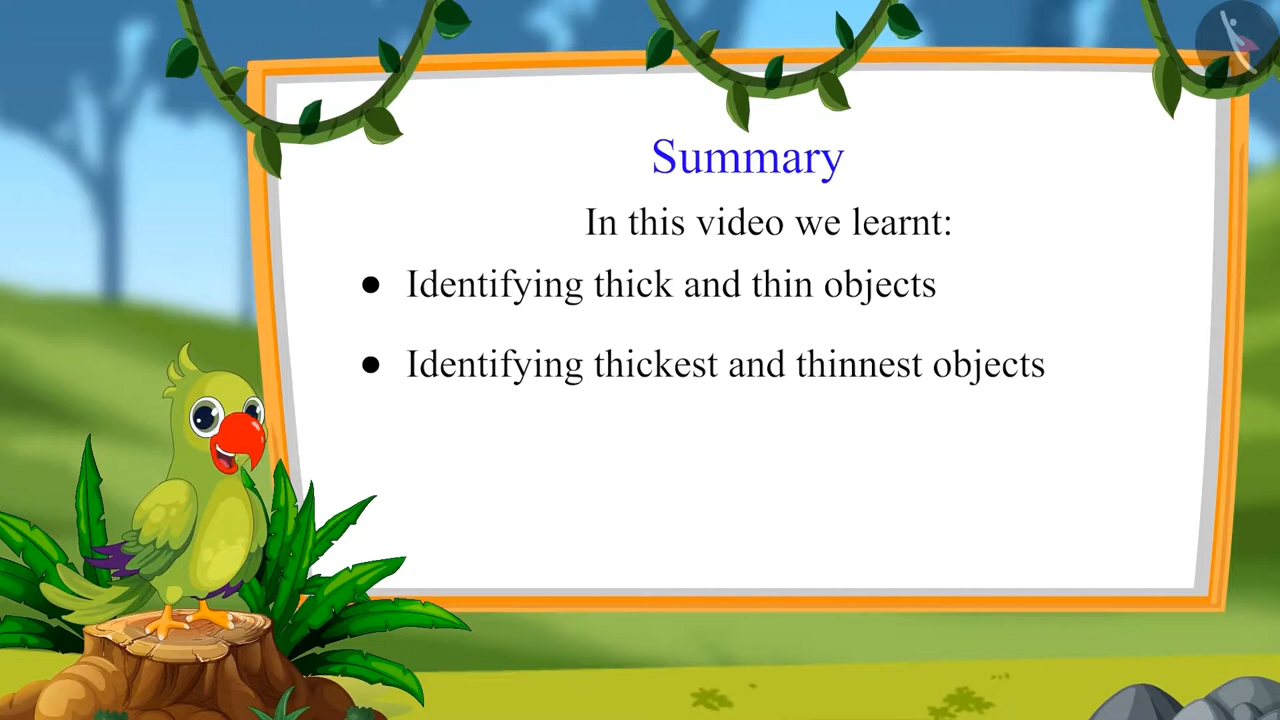 Summary
In this video we learnt:
● Identifying thick and thin objects
● Identifying thickest and thinnest objects